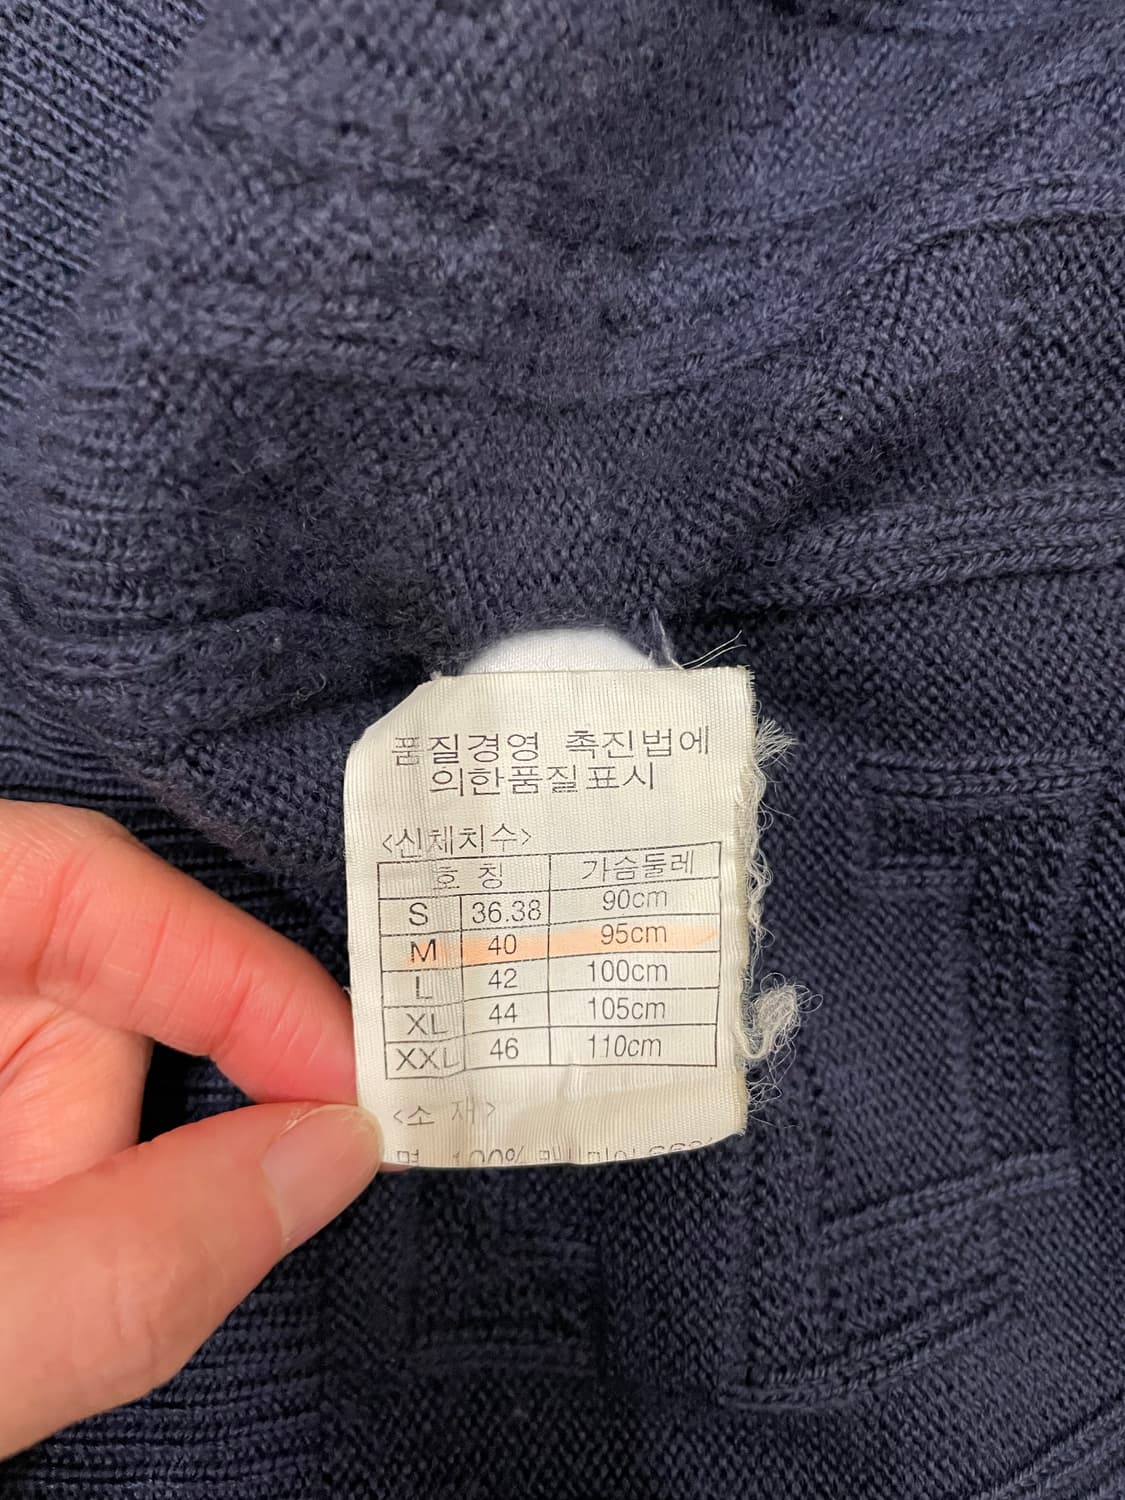 품질경영 촉진법에
의한품질표시
<신체치수>
호 칭 가슴둘레
S 36.38 90cm
M 40 95cm
L 42 100cm
XL 44 105cm
XXL 46 110cm
<소 재>
면 100%